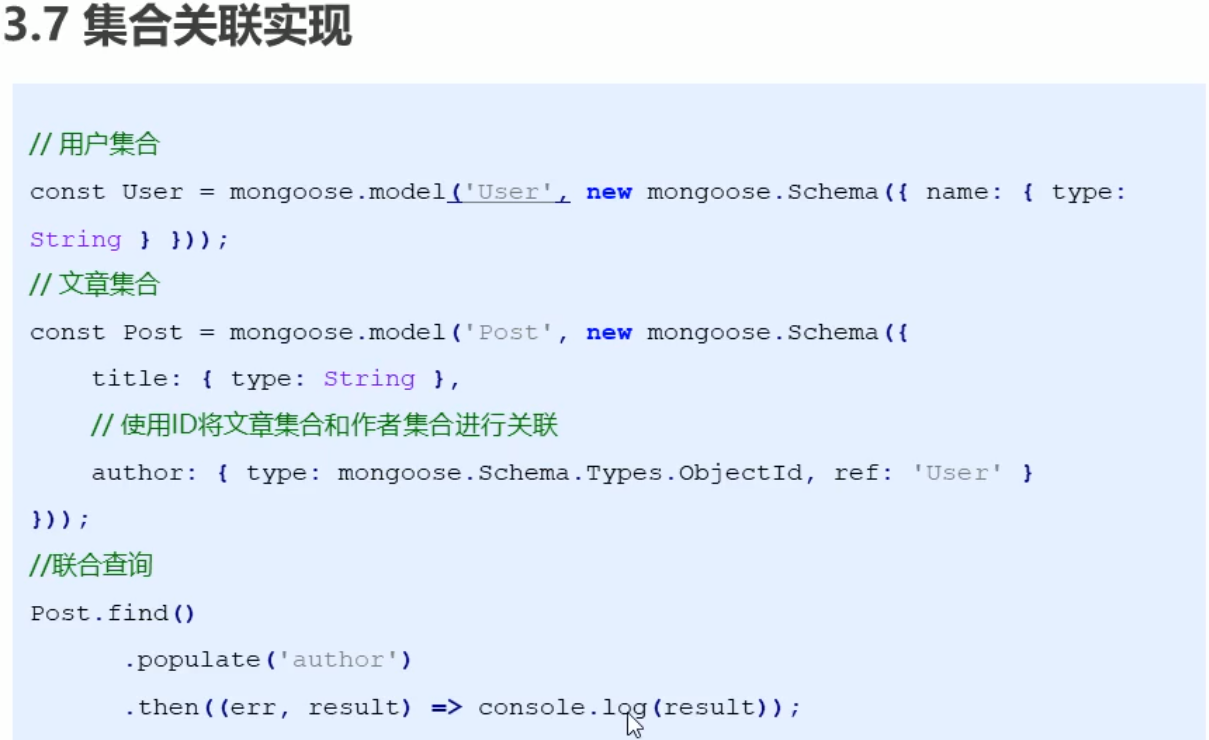 3.7 集合关联实现
// 用户集合
const User = mongoose.model('User', new mongoose.Schema({ name: { type:
String } }));
// 文章集合
const Post = mongoose.model('Post', new mongoose.Schema({
title: { type: String },
// 使用ID将文章集合和作者集合进行关联
author: { type: mongoose.Schema.Types.ObjectId, ref: 'User' }
}));
//联合查询
Post.find()
.populate('author')
.then((err, result) => console.log(result));